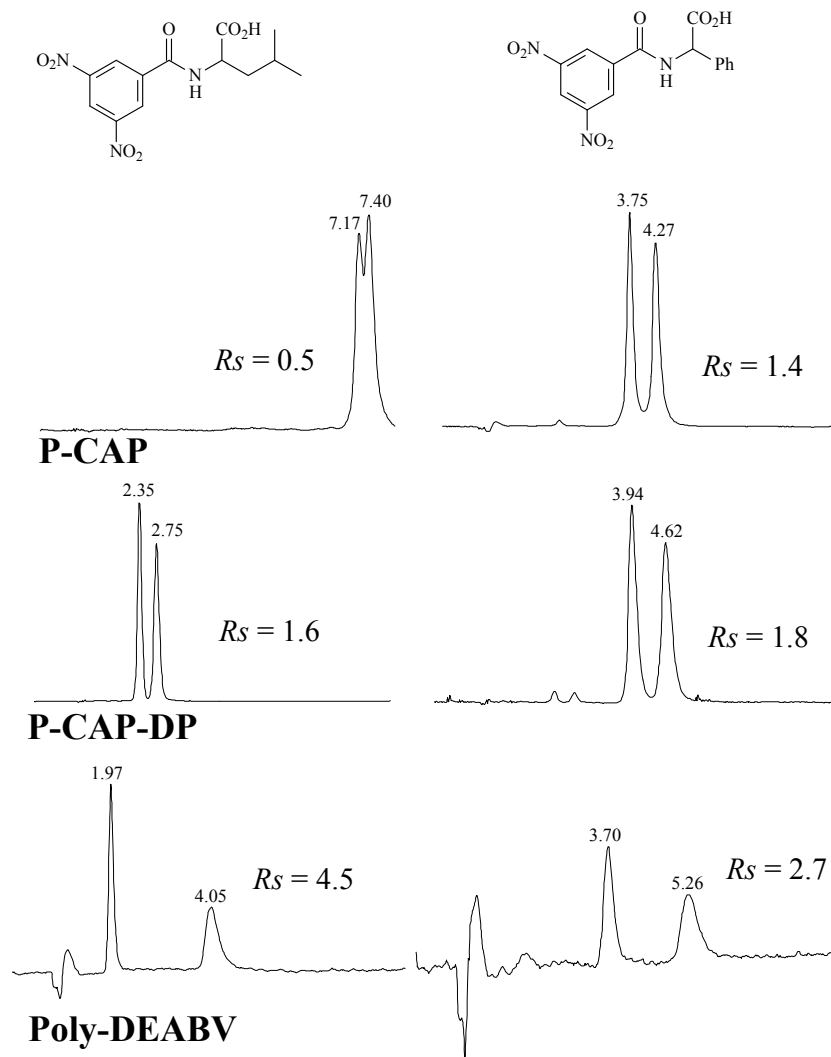 O
CO₂H
O₂N
N
H
NO₂
O
CO₂H
O₂N
N
H
Ph
NO₂
7.17
7.40
Rs = 0.5
3.75
4.27
Rs = 1.4
P-CAP
2.35
2.75
Rs = 1.6
3.94
4.62
Rs = 1.8
P-CAP-DP
1.97
4.05
Rs = 4.5
3.70
5.26
Rs = 2.7
Poly-DEABV